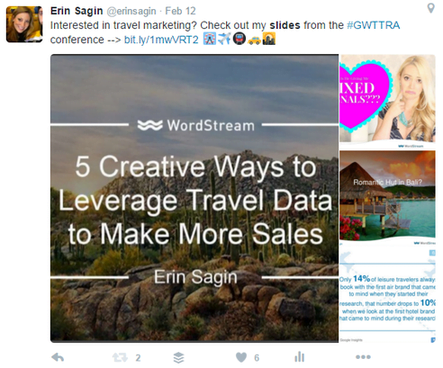 Erin Sagin @erinsagin · Feb 12
Interested in travel marketing? Check out my slides from the #GWTTRA
conference --> bit.ly/1mwVRT2
WordStream
5 Creative Ways to
Leverage Travel Data
to Make More Sales
Erin Sagin
IXED
NALS???
WordStream
Romantic Hut in Bali?
Only 14% of leisure travelers always
book with the first air brand that came
to mind when they started their
research, that number drops to 10%
when we look at the first hotel brand
that came to mind during their research
2
6